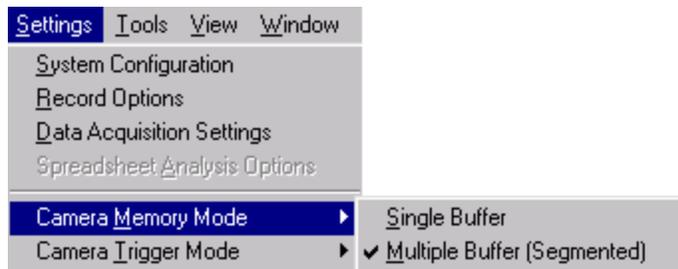 Settings Tools View Window
System Configuration
Record Options
Data Acquisition Settings
Spreadsheet Analysis Options
Camera Memory Mode
Single Buffer
Camera Trigger Mode
Multiple Buffer (Segmented)